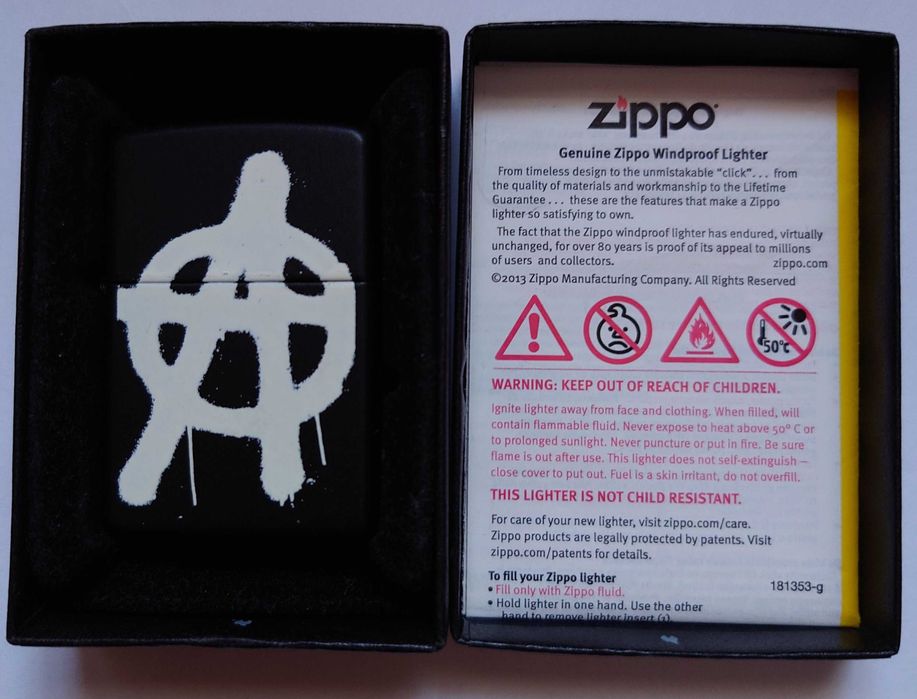 zippo
Genuine Zippo Windproof Lighter
From timeless design to the unmistakable “click”. . . from
the quality of materials and workmanship to the Lifetime
Guarantee . . . these are the features that make a Zippo
lighter so satisfying to own.
The fact that the Zippo windproof lighter has endured, virtually
unchanged, for over 80 years is proof of its appeal to millions
of users and collectors. zippo.com
©2013 Zippo Manufacturing Company. All Rights Reserved
50°C
WARNING: KEEP OUT OF REACH OF CHILDREN.
Ignite lighter away from face and clothing. When filled, will
contain flammable fluid. Never expose to heat above 50° C or
to prolonged sunlight. Never puncture or put in fire. Be sure
flame is out after use. This lighter does not self-extinguish –
close cover to put out. Fuel is a skin irritant, do not overfill.
THIS LIGHTER IS NOT CHILD RESISTANT.
For care of your new lighter, visit zippo.com/care.
Zippo products are legally protected by patents. Visit
zippo.com/patents for details.
To fill your Zippo lighter
181353-g
• Fill only with Zippo fluid.
• Hold lighter in one hand. Use the other
hand to remove lighter insert (1).